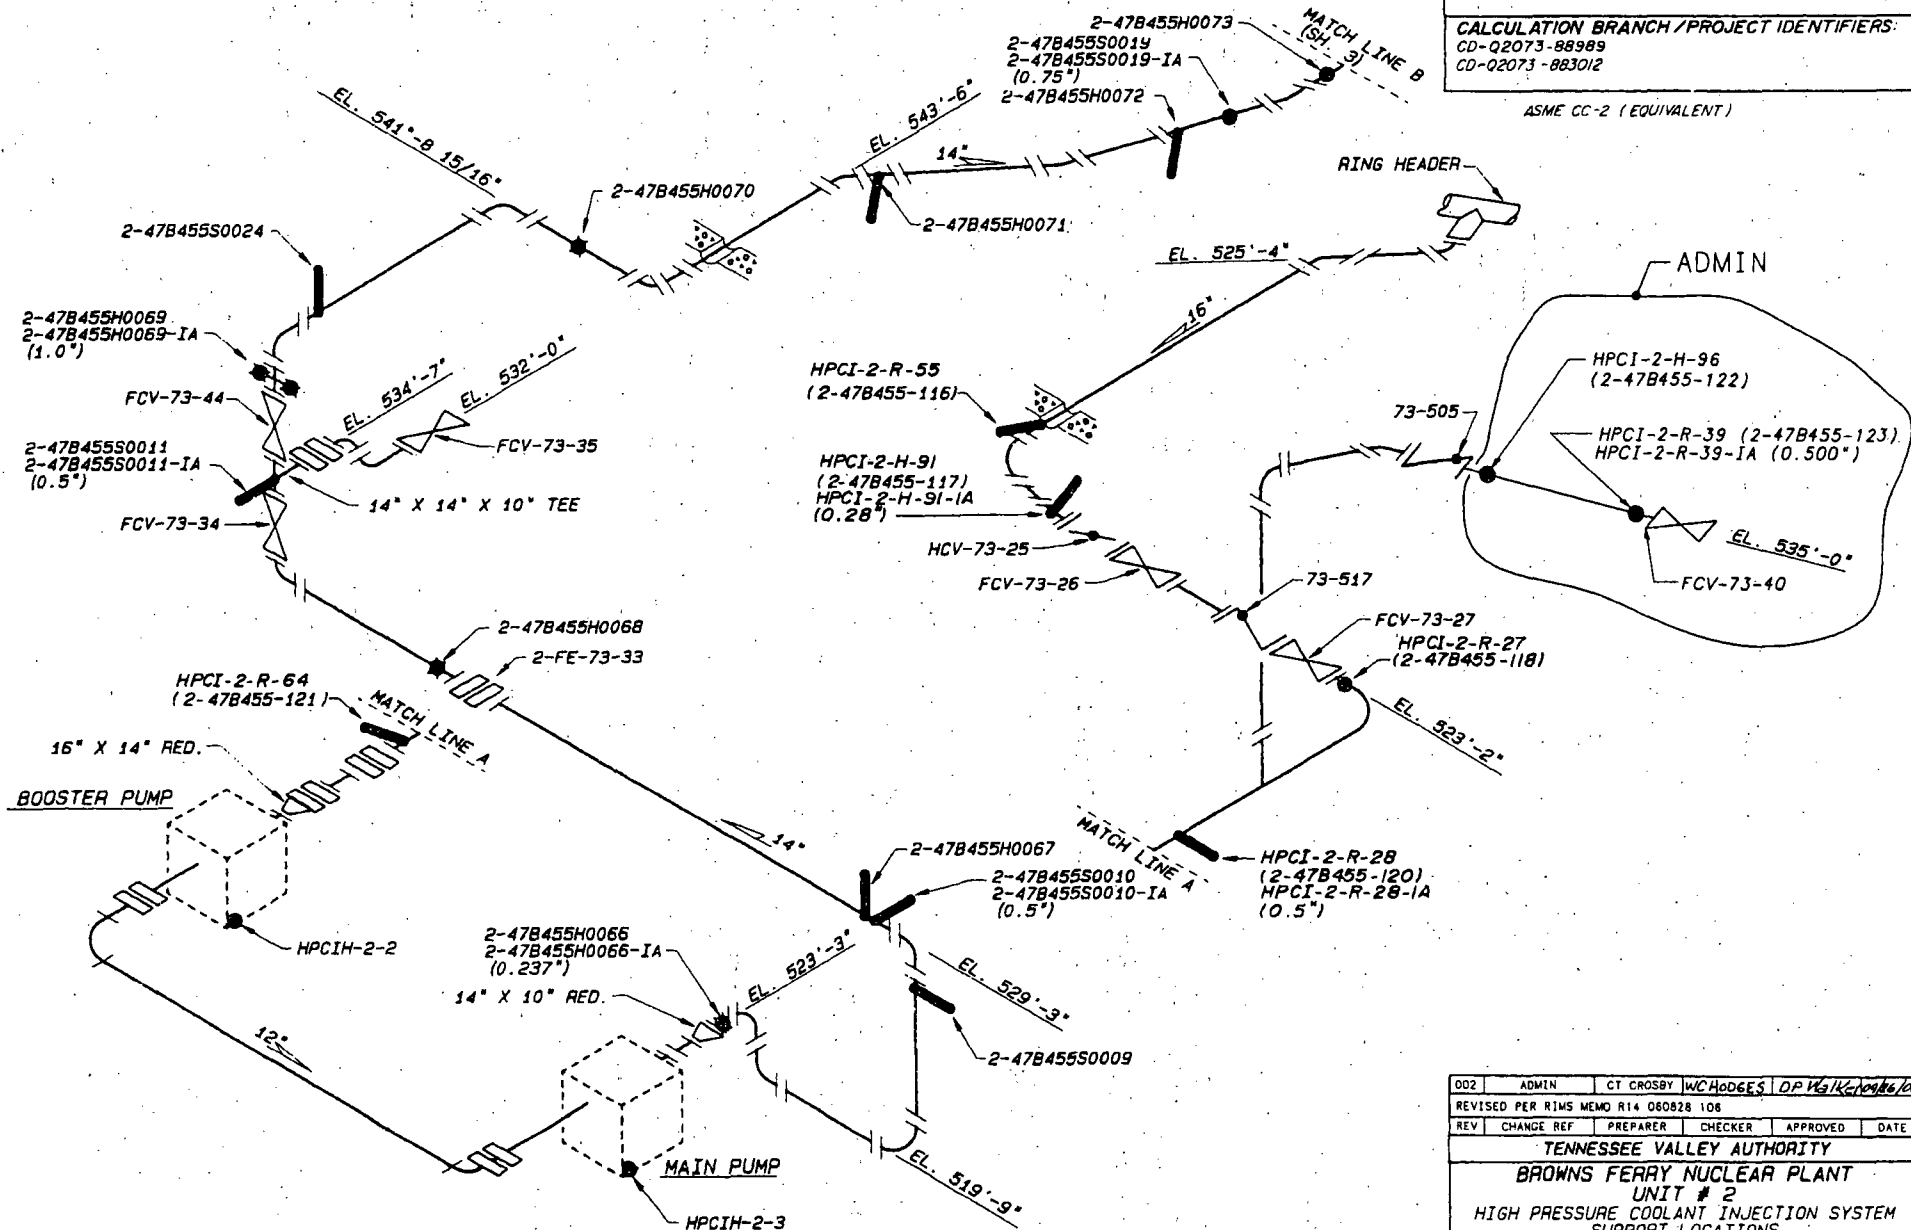 CALCULATION BRANCH/PROJECT IDENTIFIERS:
CD-Q2073-88989
CD-Q2073-883012
ASME CC-2 (EQUIVALENT)
2-47B455H0073
MATCH LINE B
(SH. 3)
2-47B455S0019
2-47B455S0019-IA
(0.75")
2-47B455H0072
EL. 541'-8 15/16"
EL. 543'-6"
14"
RING HEADER
2-47B455H0070
2-47B455H0071
2-47B455S0024
EL. 525'-4"
ADMIN
2-47B455H0069
2-47B455H0069-IA
(1.0")
16"
FCV-73-44
EL. 534'-7"
EL. 532'-0"
HPCI-2-R-55
(2-47B455-116)
HPCI-2-H-96
(2-47B455-122)
73-505
HPCI-2-R-39 (2-47B455-123)
HPCI-2-R-39-IA (0.500")
2-47B455S0011
2-47B455S0011-IA
(0.5")
FCV-73-35
HPCI-2-H-91
(2-47B455-117)
HPCI-2-H-91-IA
(0.28")
14" X 14" X 10" TEE
FCV-73-34
EL. 535'-0"
HCV-73-25
FCV-73-26
73-517
FCV-73-40
2-47B455H0068
FCV-73-27
HPCI-2-R-27
(2-47B455-118)
2-FE-73-33
HPCI-2-R-64
(2-47B455-121)
MATCH LINE A
EL. 523'-2"
16" X 14" RED.
BOOSTER PUMP
14"
MATCH LINE A
2-47B455H0067
HPCI-2-R-28
(2-47B455-120)
HPCI-2-R-28-IA
(0.5")
2-47B455S0010
2-47B455S0010-IA
(0.5")
HPCIH-2-2
2-47B455H0066
2-47B455H0066-IA
(0.237")
EL. 523'-3"
EL. 529'-3"
14" X 10" RED.
2-47B455S0009
12"
MAIN PUMP
EL. 519'-9"
HPCIH-2-3
002 ADMIN CT CROSBY WC HODGES
REVISED PER RIMS MEMO R14 060828 106
REV CHANGE REF PREPARER CHECKER APPROVED DATE
TENNESSEE VALLEY AUTHORITY
BROWNS FERRY NUCLEAR PLANT
UNIT # 2
HIGH PRESSURE COOLANT INJECTION SYSTEM
SUPPORT LOCATIONS